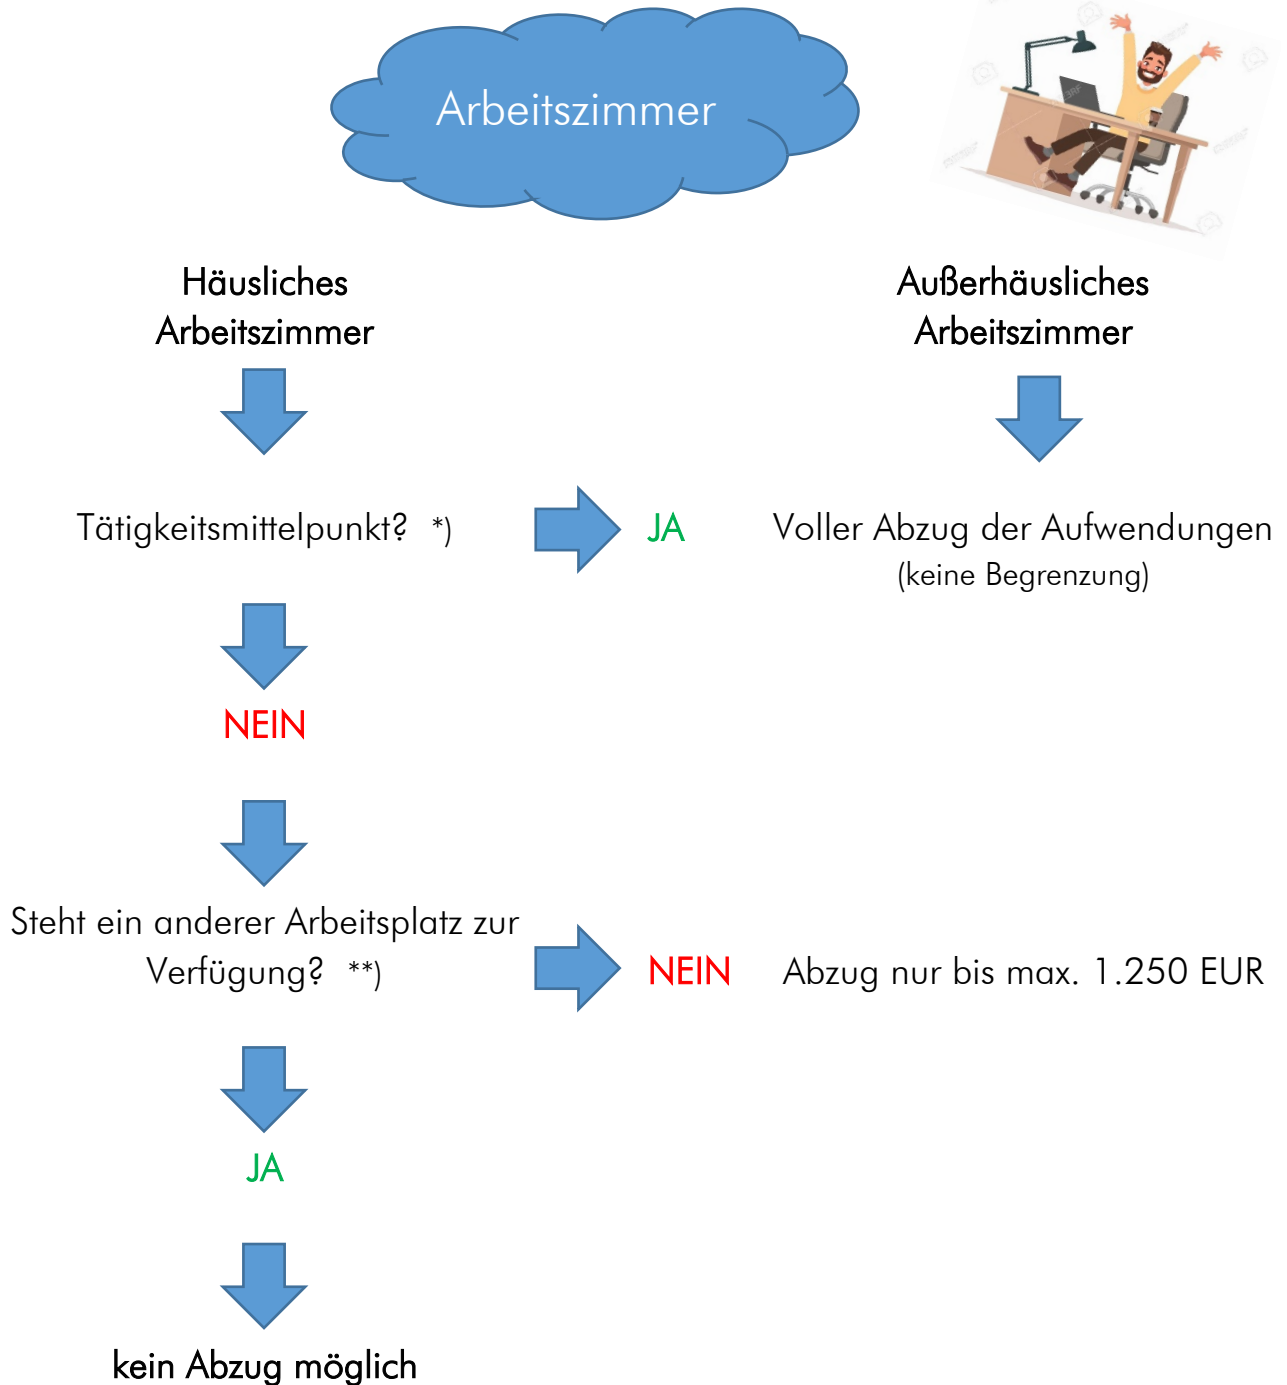 Arbeitszimmer
Häusliches
Arbeitszimmer
Außerhäusliches
Arbeitszimmer
Tätigkeitsmittelpunkt? *)
JA
Voller Abzug der Aufwendungen
(keine Begrenzung)
NEIN
Steht ein anderer Arbeitsplatz zur
Verfügung? **)
NEIN
Abzug nur bis max. 1.250 EUR
JA
kein Abzug möglich